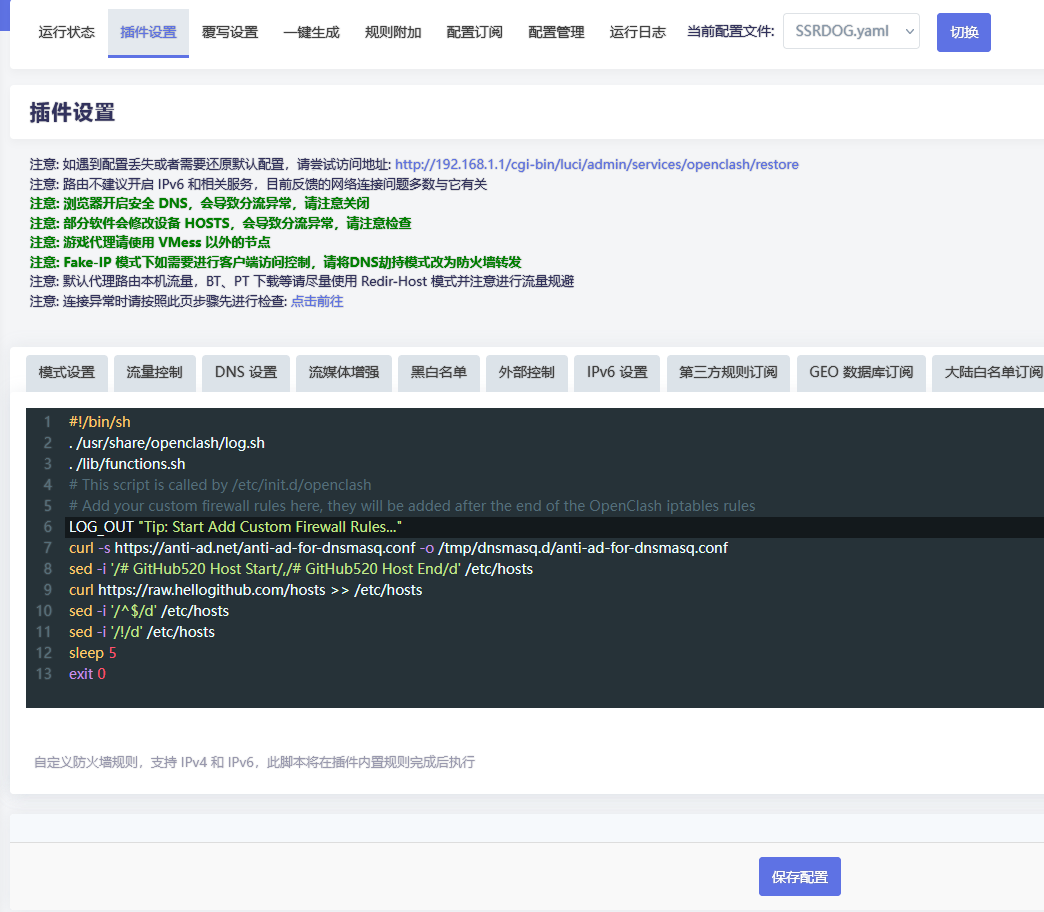 运行状态 插件设置 覆写设置 一键生成 规则附加 配置订阅 配置管理 运行日志 当前配置文件: SSRDOG.yaml 切换
插件设置
注意: 如遇到配置丢失或者需要还原默认配置，请尝试访问地址: http://192.168.1.1/cgi-bin/luci/admin/services/openclash/restore
注意: 路由不建议开启 IPv6 和相关服务，目前反馈的网络连接问题多数与它有关
注意: 浏览器开启安全 DNS，会导致分流异常，请注意关闭
注意: 部分软件会修改设备 HOSTS，会导致分流异常，请注意检查
注意: 游戏代理请使用 VMess 以外的节点
注意: Fake-IP 模式下如需要进行客户端访问控制，请将DNS劫持模式改为防火墙转发
注意: 默认代理路由本机流量，BT、PT 下载等请尽量使用 Redir-Host 模式并注意进行流量规避
注意: 连接异常时请按照此页步骤先进行检查: 点击前往
模式设置 流量控制 DNS 设置 流媒体增强 黑白名单 外部控制 IPv6 设置 第三方规则订阅 GEO 数据库订阅 大陆白名单订阅
1 #!/bin/sh
2 . /usr/share/openclash/log.sh
3 . /lib/functions.sh
4 # This script is called by /etc/init.d/openclash
5 # Add your custom firewall rules here, they will be added after the end of the OpenClash iptables rules
6 LOG_OUT "Tip: Start Add Custom Firewall Rules..."
7 curl -s https://anti-ad.net/anti-ad-for-dnsmasq.conf -o /tmp/dnsmasq.d/anti-ad-for-dnsmasq.conf
8 sed -i '/# GitHub520 Host Start/,/# GitHub520 Host End/d' /etc/hosts
9 curl https://raw.hellogithub.com/hosts >> /etc/hosts
10 sed -i '/^$/d' /etc/hosts
11 sed -i '/!/d' /etc/hosts
12 sleep 5
13 exit 0
自定义防火墙规则，支持 IPv4 和 IPv6，此脚本将在插件内置规则完成后执行
保存配置